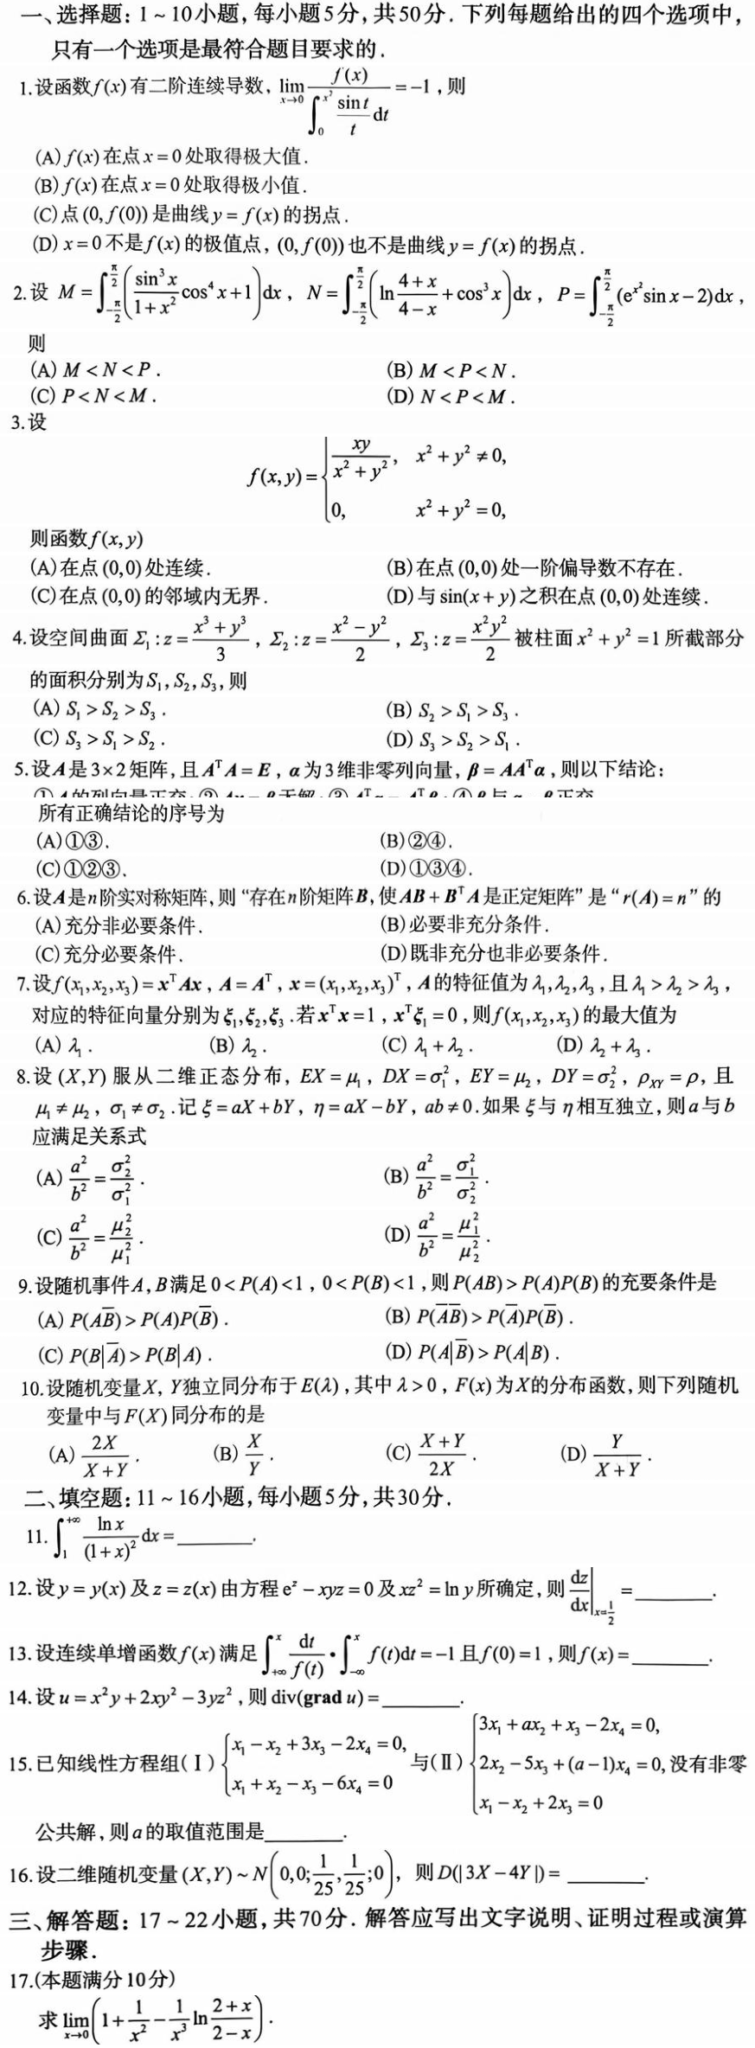 一、选择题:1~10小题,每小题5分,共50分.下列每题给出的四个选项中,
只有一个选项是最符合题目要求的.
1.设函数f(x)有二阶连续导数, lim_{x→0} f(x)/∫_0^{x³} (sin t/t) dt = -1,则
(A) f(x)在点x=0处取得极大值.
(B) f(x)在点x=0处取得极小值.
(C)点(0,f(0))是曲线y=f(x)的拐点.
(D) x=0不是f(x)的极值点,(0,f(0))也不是曲线y=f(x)的拐点.
2.设 M=∫_{-π/2}^{π/2} (sin³x/(1+x²) cos⁴x+1)dx, N=∫_{-π/2}^{π/2} (ln (4+x)/(4-x) +cos³x)dx, P=∫_{-π/2}^{π/2} (e^{x²}sin x-2)dx,
则
(A) M<N<P. (B) M<P<N.
(C) P<N<M. (D) N<P<M.
3.设
f(x,y)={ xy/(x²+y²), x²+y²≠0,
0, x²+y²=0,
则函数f(x,y)
(A)在点(0,0)处连续. (B)在点(0,0)处一阶偏导数不存在.
(C)在点(0,0)的邻域内无界. (D)与sin(x+y)之积在点(0,0)处连续.
4.设空间曲面Σ₁:z=(x³+y³)/3, Σ₂:z=(x²-y²)/2, Σ₃:z=x²y²/2 被柱面x²+y²=1所截部分
的面积分别为S₁,S₂,S₃,则
(A) S₁>S₂>S₃. (B) S₂>S₁>S₃.
(C) S₃>S₁>S₂. (D) S₃>S₂>S₁.
5.设A是3×2矩阵,且AᵀA=E, α为3维非零列向量, β=AAᵀα,则以下结论:
所有正确结论的序号为
(A)①③. (B)②④.
(C)①②③. (D)①③④.
6.设A是n阶实对称矩阵,则“存在n阶矩阵B,使AB+BᵀA是正定矩阵”是“r(A)=n”的
(A)充分非必要条件. (B)必要非充分条件.
(C)充分必要条件. (D)既非充分也非必要条件.
7.设f(x₁,x₂,x₃)=xᵀAx, A=Aᵀ, x=(x₁,x₂,x₃)ᵀ, A的特征值为λ₁,λ₂,λ₃,且λ₁>λ₂>λ₃,
对应的特征向量分别为ξ₁,ξ₂,ξ₃.若xᵀx=1, xᵀξ₁=0,则f(x₁,x₂,x₃)的最大值为
(A) λ₁. (B) λ₂. (C) λ₁+λ₂. (D) λ₂+λ₃.
8.设(X,Y)服从二维正态分布, EX=μ₁, DX=σ₁², EY=μ₂, DY=σ₂², ρ_{XY}=ρ,且
μ₁≠μ₂, σ₁≠σ₂.记ξ=aX+bY, η=aX-bY, ab≠0.如果ξ与η相互独立,则a与b
应满足关系式
(A) a²/b²=σ₂²/σ₁². (B) a²/b²=σ₁²/σ₂².
(C) a²/b²=μ₂²/μ₁². (D) a²/b²=μ₁²/μ₂².
9.设随机事件A,B满足0<P(A)<1, 0<P(B)<1,则P(AB)>P(A)P(B)的充要条件是
(A) P(AB̅)>P(A)P(B̅). (B) P(A̅B̅)>P(A̅)P(B̅).
(C) P(B|A̅)>P(B|A). (D) P(A|B̅)>P(A|B).
10.设随机变量X, Y独立同分布于E(λ),其中λ>0, F(x)为X的分布函数,则下列随机
变量中与F(X)同分布的是
(A) 2X/(X+Y). (B) X/Y. (C) (X+Y)/2X. (D) Y/(X+Y).
二、填空题:11~16小题,每小题5分,共30分.
11. ∫_1^{+∞} ln x/(1+x)² dx=________.
12.设y=y(x)及z=z(x)由方程e^z-xyz=0及xz²=ln y所确定,则 dz/dx|_{x=1/2} =________.
13.设连续单增函数f(x)满足∫_{+∞}^x dt/f(t)·∫_{-∞}^x f(t)dt=-1且f(0)=1,则f(x)=________.
14.设u=x²y+2xy²-3yz²,则div(grad u)=________.
15.已知线性方程组(Ⅰ){x₁-x₂+3x₃-2x₄=0, x₁+x₂-x₃-6x₄=0 与(Ⅱ){3x₁+ax₂+x₃-2x₄=0, 2x₂-5x₃+(a-1)x₄=0, x₁-x₂+2x₃=0 没有非零
公共解,则a的取值范围是________.
16.设二维随机变量(X,Y)~N(0,0;1/25,1/25;0), 则D(|3X-4Y|)=________.
三、解答题:17~22小题,共70分.解答应写出文字说明、证明过程或演算
步骤.
17.(本题满分10分)
求 lim_{x→0} (1+1/x²-1/x³ ln (2+x)/(2-x)).